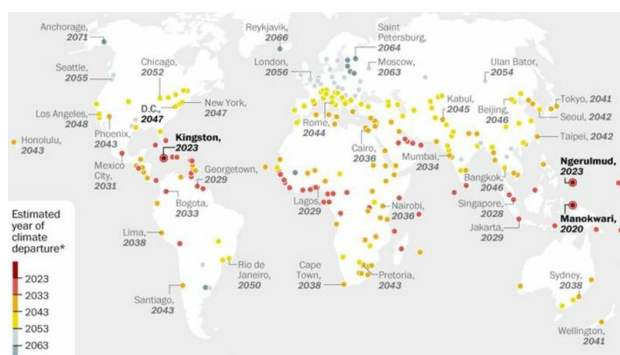 Anchorage,
2071
Reykjavik,
2066
Saint
Petersburg,
2064
Seattle,
2055
Chicago,
2052
London,
2056
Moscow,
2063
Ulan Bator,
2054
D.C.,
2047
New York,
2047
Los Angeles,
2048
Phoenix,
2043
Rome,
2044
Kabul,
2045
Beijing,
2046
Tokyo, 2041
Seoul, 2042
Taipei, 2042
Honolulu,
2043
Kingston,
2023
Cairo,
2036
Mumbai,
2034
Mexico
City,
2031
Georgetown,
2029
Bangkok,
2046
Ngerulmud,
2023
Bogota,
2033
Lagos,
2029
Nairobi,
2036
Singapore,
2028
Jakarta,
2029
Manokwari,
2020
Lima,
2038
Rio de
Janeiro,
2050
Cape
Town,
2038
Pretoria,
2043
Sydney,
2038
Santiago,
2043
Wellington,
2041
Estimated
year of
climate
departure*
2023
2033
2043
2053
2063